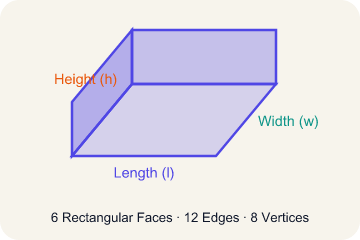 Height (h)
Width (w)
Length (l)
6 Rectangular Faces · 12 Edges · 8 Vertices